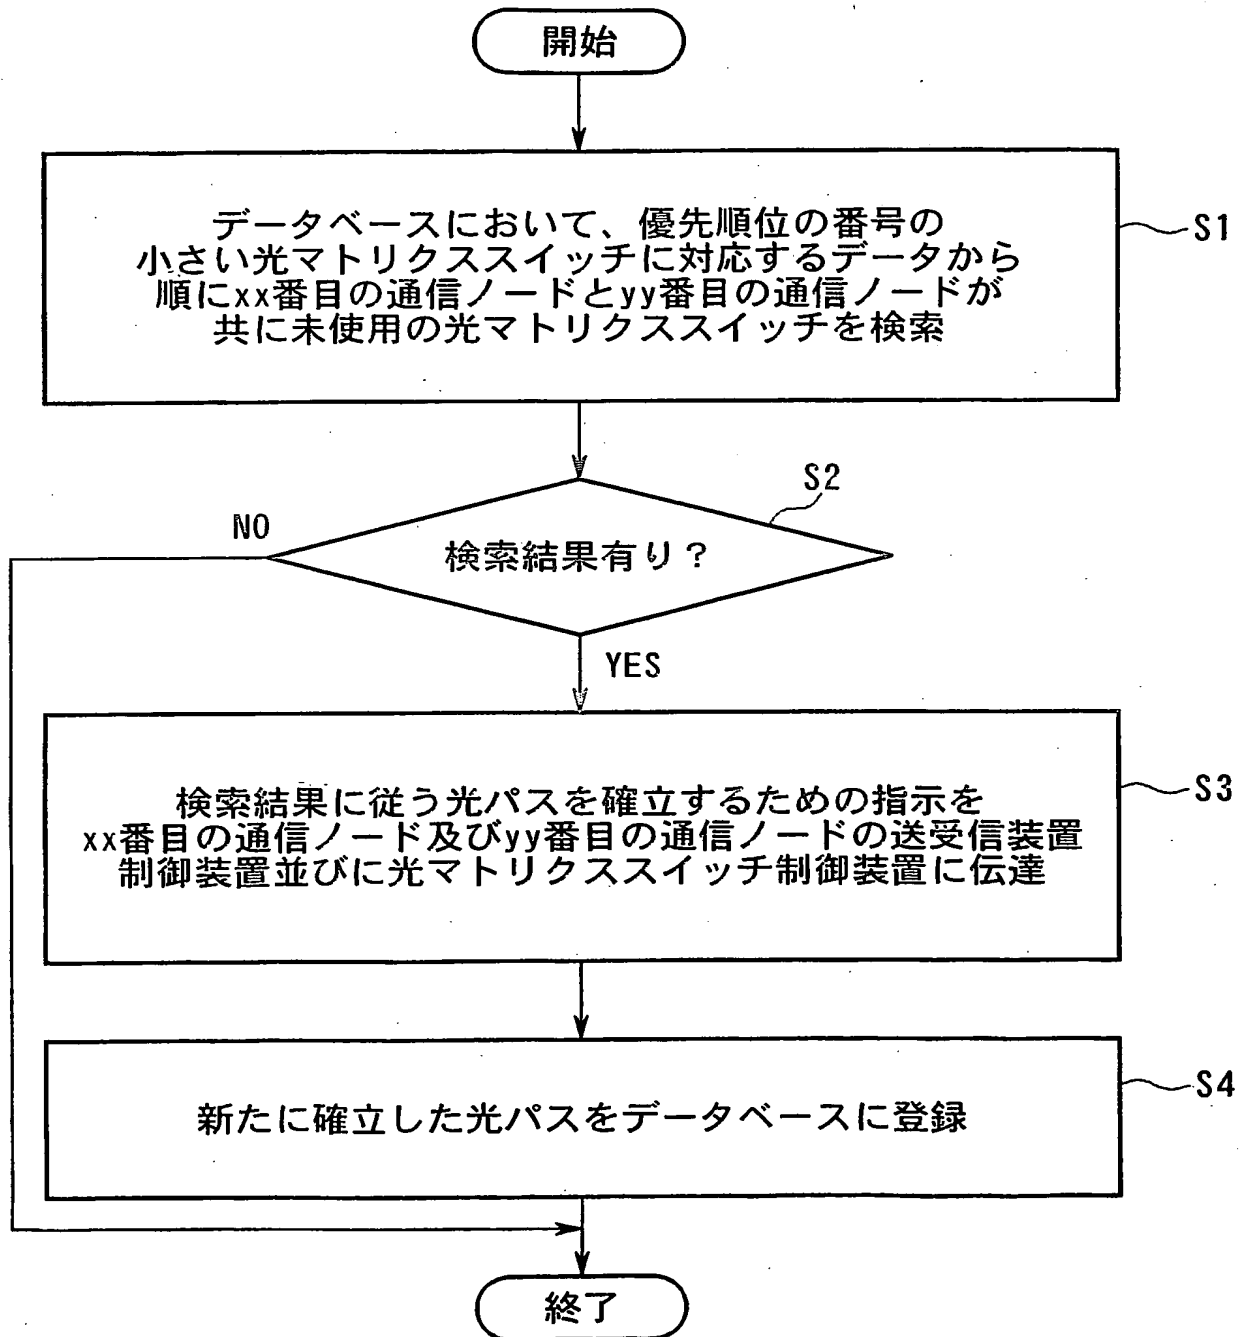 開始
データベースにおいて、優先順位の番号の
小さい光マトリクススイッチに対応するデータから
順にxx番目の通信ノードとyy番目の通信ノードが
共に未使用の光マトリクススイッチを検索
S1
S2
NO
検索結果有り？
YES
検索結果に従う光パスを確立するための指示を
xx番目の通信ノード及びyy番目の通信ノードの送受信装置
制御装置並びに光マトリクススイッチ制御装置に伝達
S3
新たに確立した光パスをデータベースに登録
S4
終了